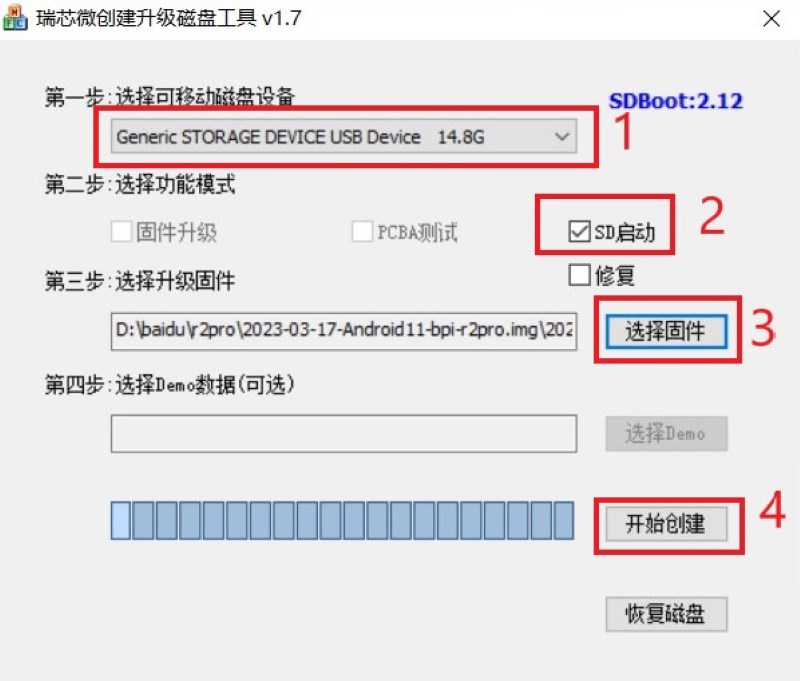 瑞芯微创建升级磁盘工具 v1.7
第一步:选择可移动磁盘设备
SDBoot:2.12
Generic STORAGE DEVICE USB Device 14.8G
1
第二步:选择功能模式
固件升级 PCBA测试 SD启动
2
修复
第三步:选择升级固件
D:\baidu\r2pro\2023-03-17-Android11-bpi-r2pro.img\202
选择固件
3
第四步:选择Demo数据(可选)
选择Demo
开始创建
4
恢复磁盘